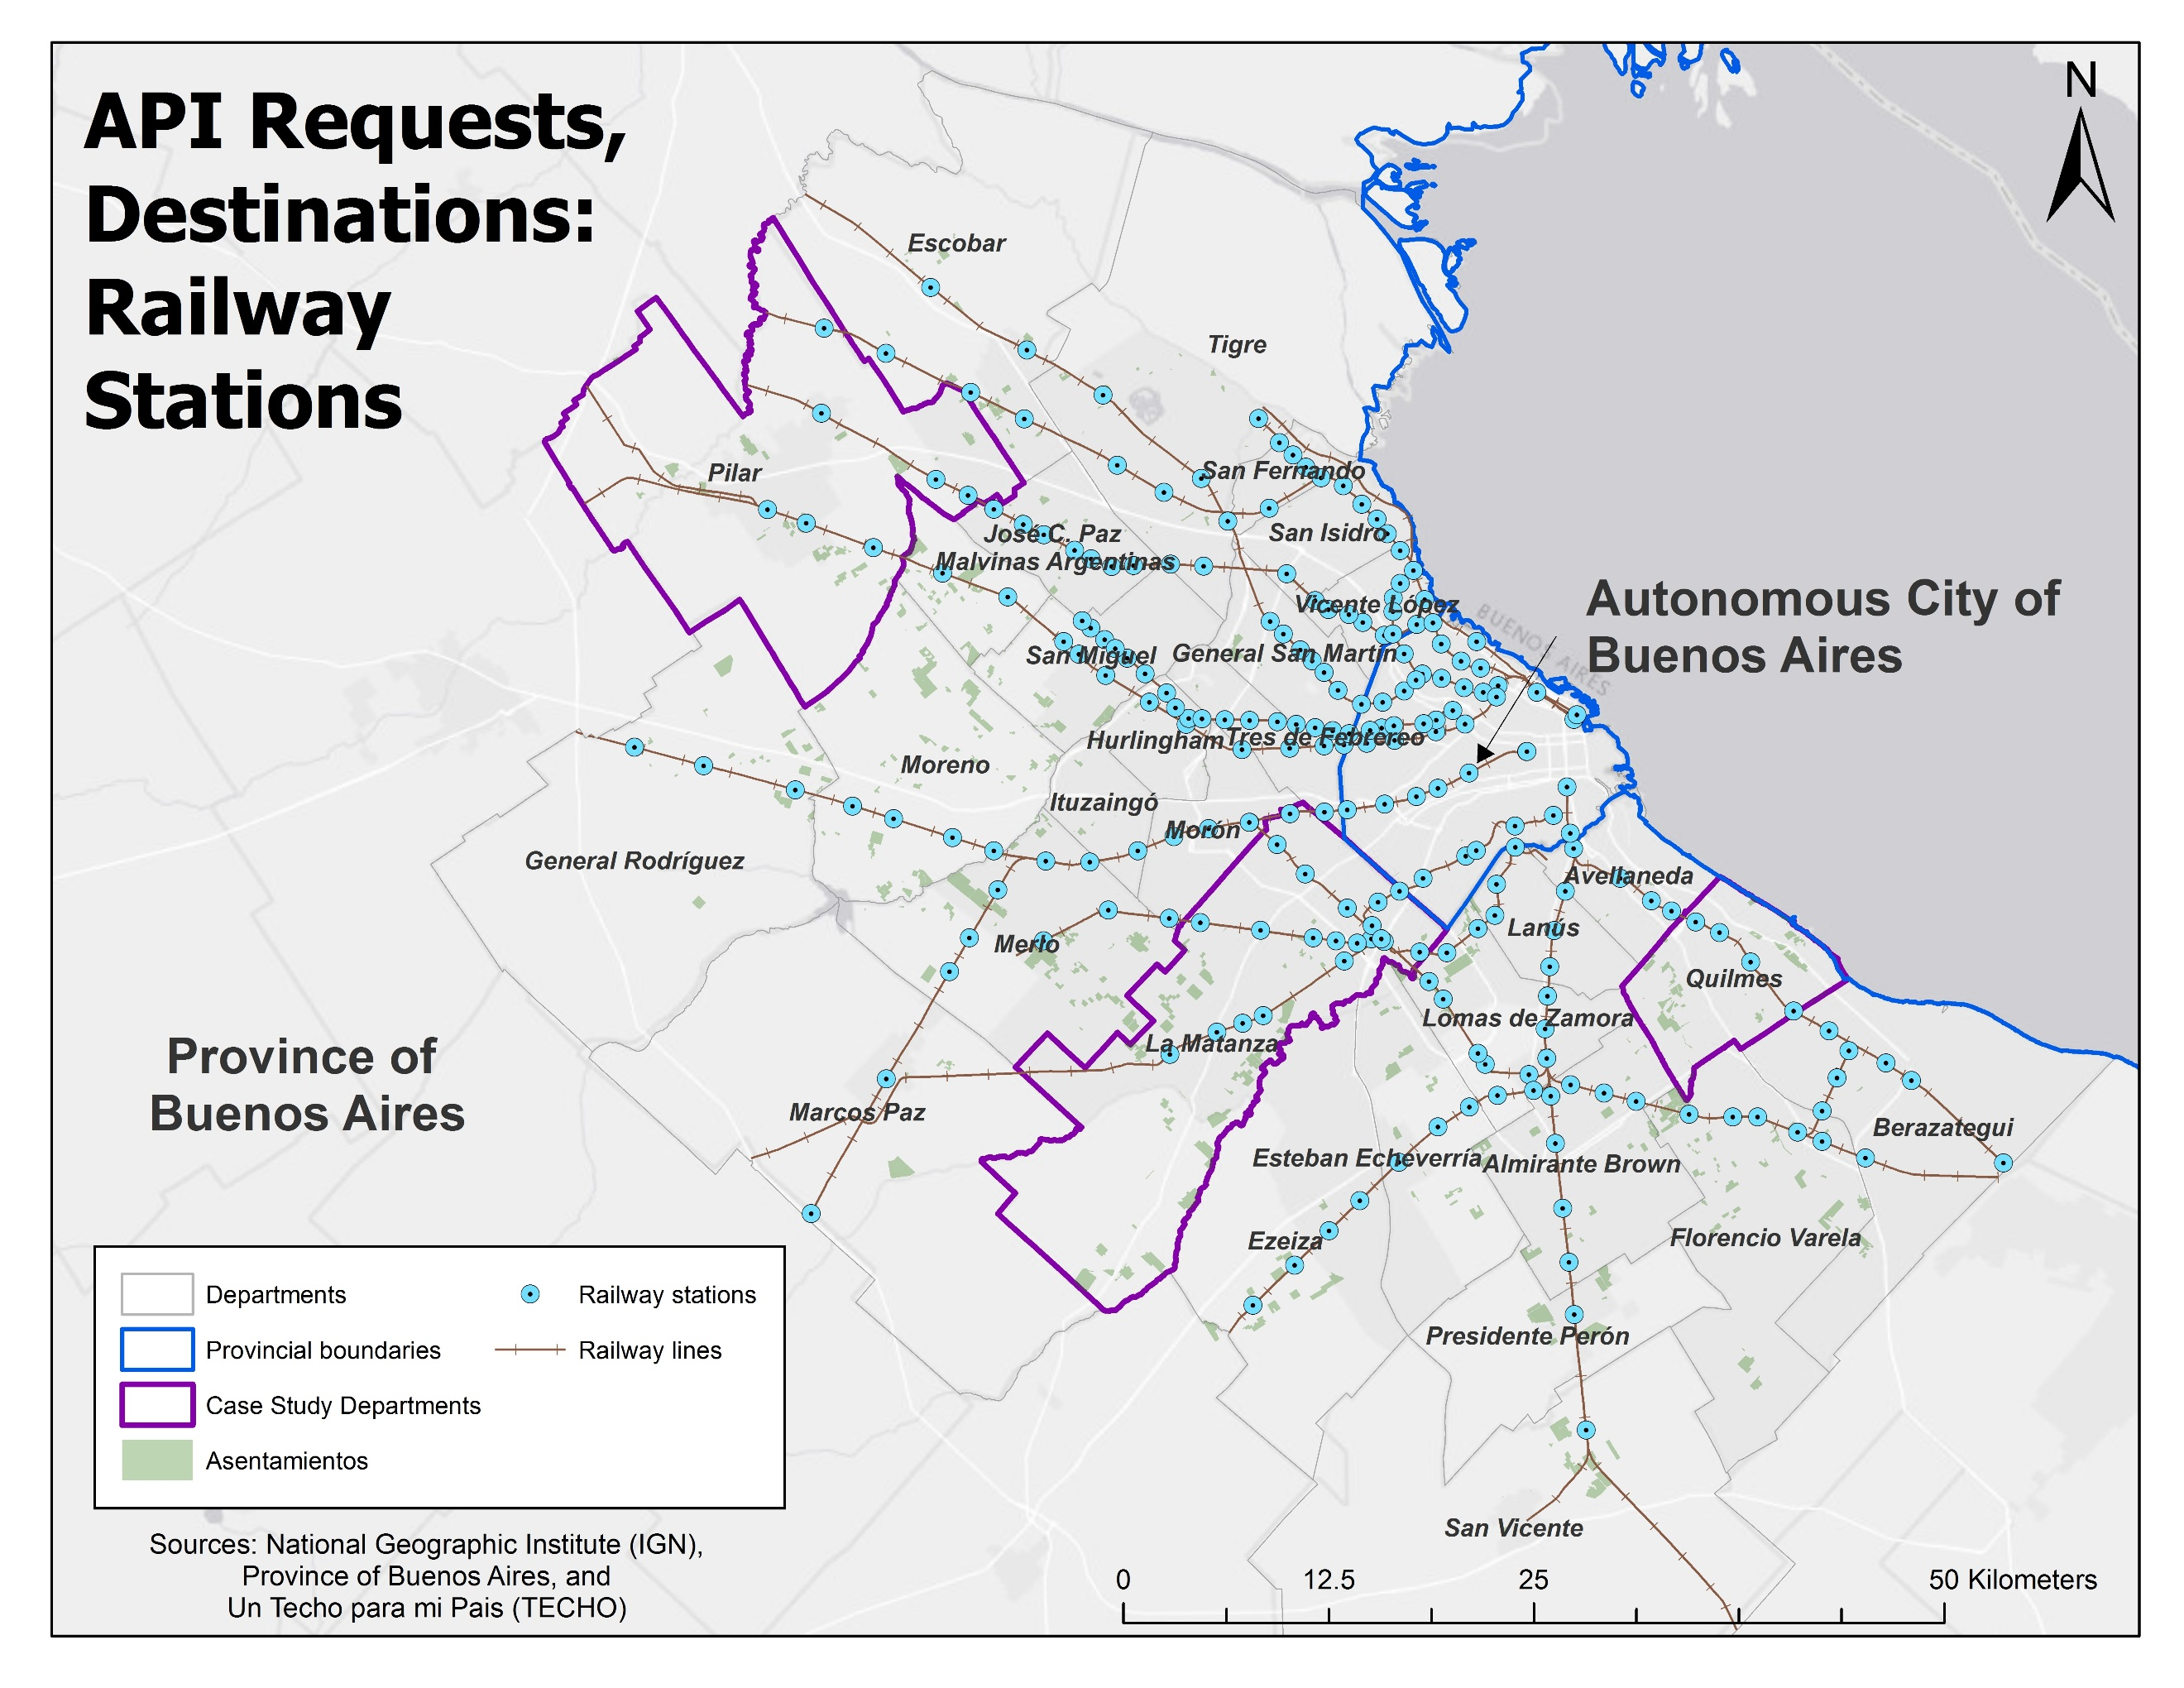 API Requests,
Destinations:
Railway
Stations
N
Escobar
Tigre
Pilar
San Fernando
José C. Paz
San Isidro
Malvinas Argentinas
Vicente López
BUENOS AIRES
Autonomous City of
Buenos Aires
San Miguel
General San Martín
Hurlingham
Tres de Febrereo
Moreno
Ituzaingó
Morón
General Rodríguez
Avellaneda
Merlo
Lanús
Quilmes
Lomas de Zamora
La Matanza
Province of
Buenos Aires
Marcos Paz
Berazategui
Esteban Echeverría
Almirante Brown
Ezeiza
Florencio Varela
Presidente Perón
San Vicente
Departments
Railway stations
Provincial boundaries
Railway lines
Case Study Departments
Asentamientos
Sources: National Geographic Institute (IGN),
Province of Buenos Aires, and
Un Techo para mi Pais (TECHO)
0 12.5 25 50 Kilometers